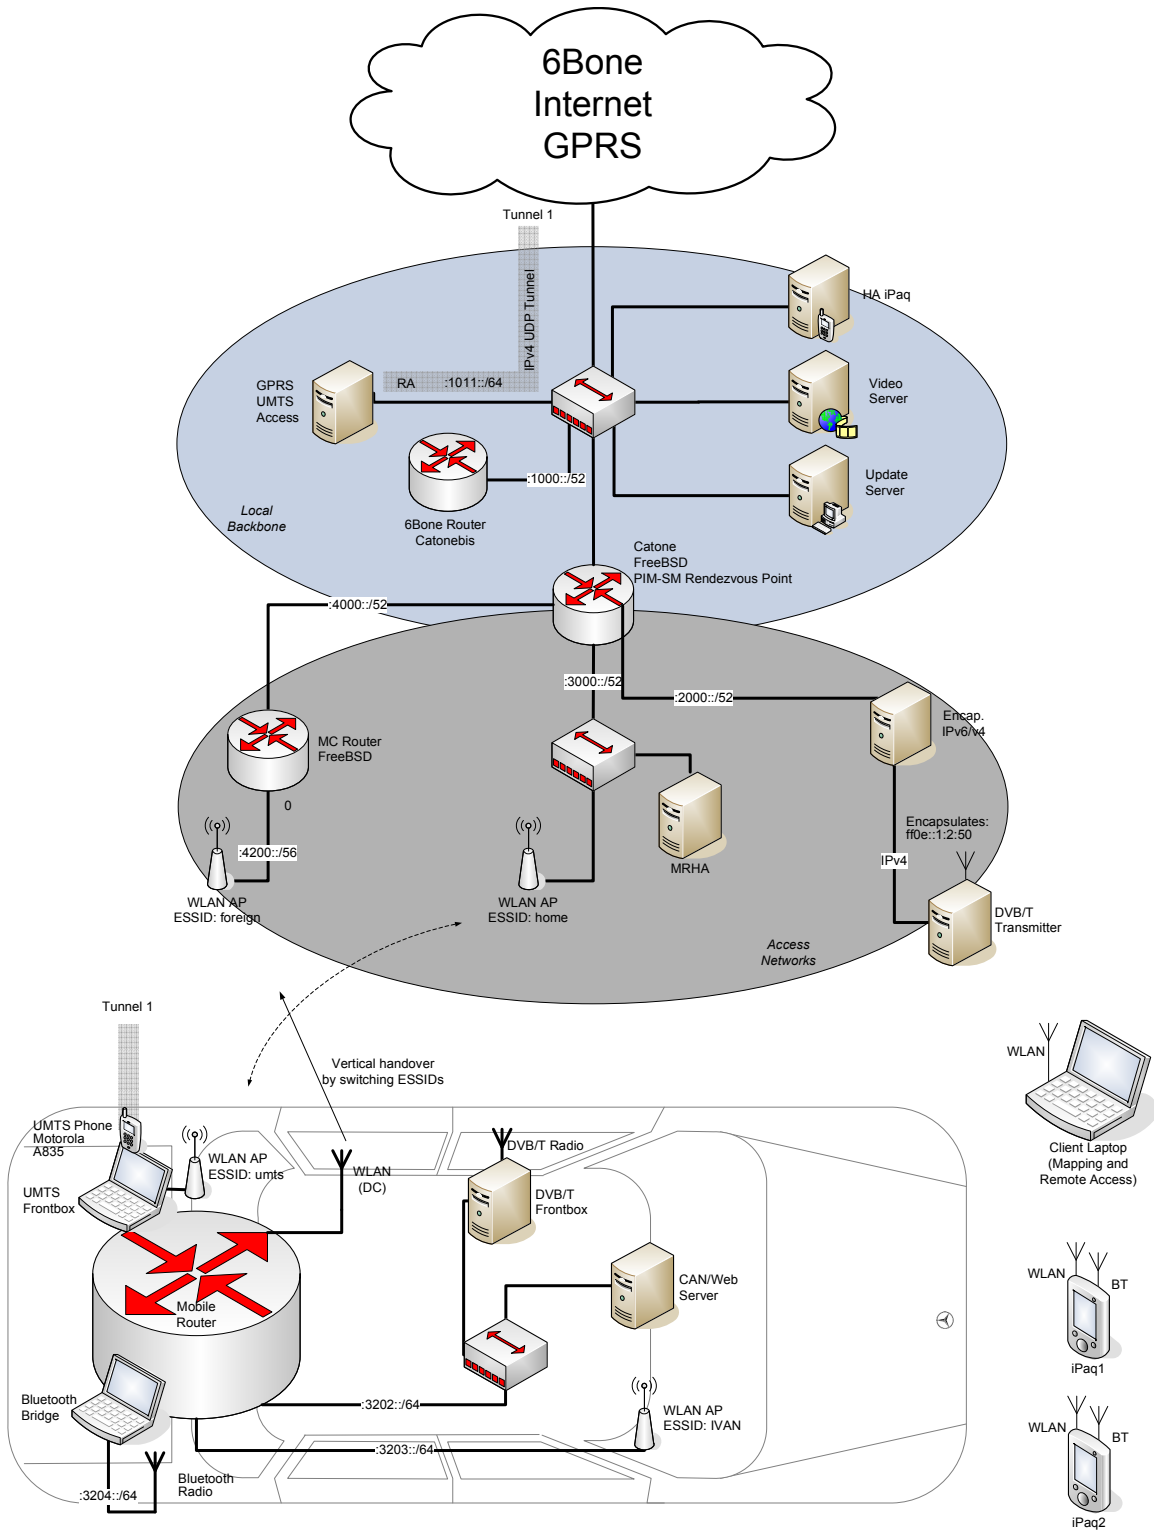 6Bone
Internet
GPRS
Tunnel 1
IPv4 UDP Tunnel
HA iPaq
RA :1011::/64
GPRS
UMTS
Access
Video
Server
:1000::/52
Update
Server
Local
Backbone
6Bone Router
Catonebis
Catone
FreeBSD
PIM-SM Rendezvous Point
:4000::/52
:3000::/52
:2000::/52
Encap.
IPv6/v4
MC Router
FreeBSD
0
Encapsulates:
ff0e::1:2:50
:4200::/56
IPv4
MRHA
WLAN AP
ESSID: foreign
WLAN AP
ESSID: home
DVB/T
Transmitter
Access
Networks
Tunnel 1
WLAN
Vertical handover
by switching ESSIDs
UMTS Phone
Motorola
A835
WLAN AP
ESSID: umts
WLAN
(DC)
DVB/T Radio
Client Laptop
(Mapping and
Remote Access)
UMTS
Frontbox
DVB/T
Frontbox
CAN/Web
Server
WLAN
BT
Mobile
Router
iPaq1
Bluetooth
Bridge
:3202::/64
WLAN AP
ESSID: IVAN
WLAN
BT
:3203::/64
Bluetooth
Radio
:3204::/64
iPaq2